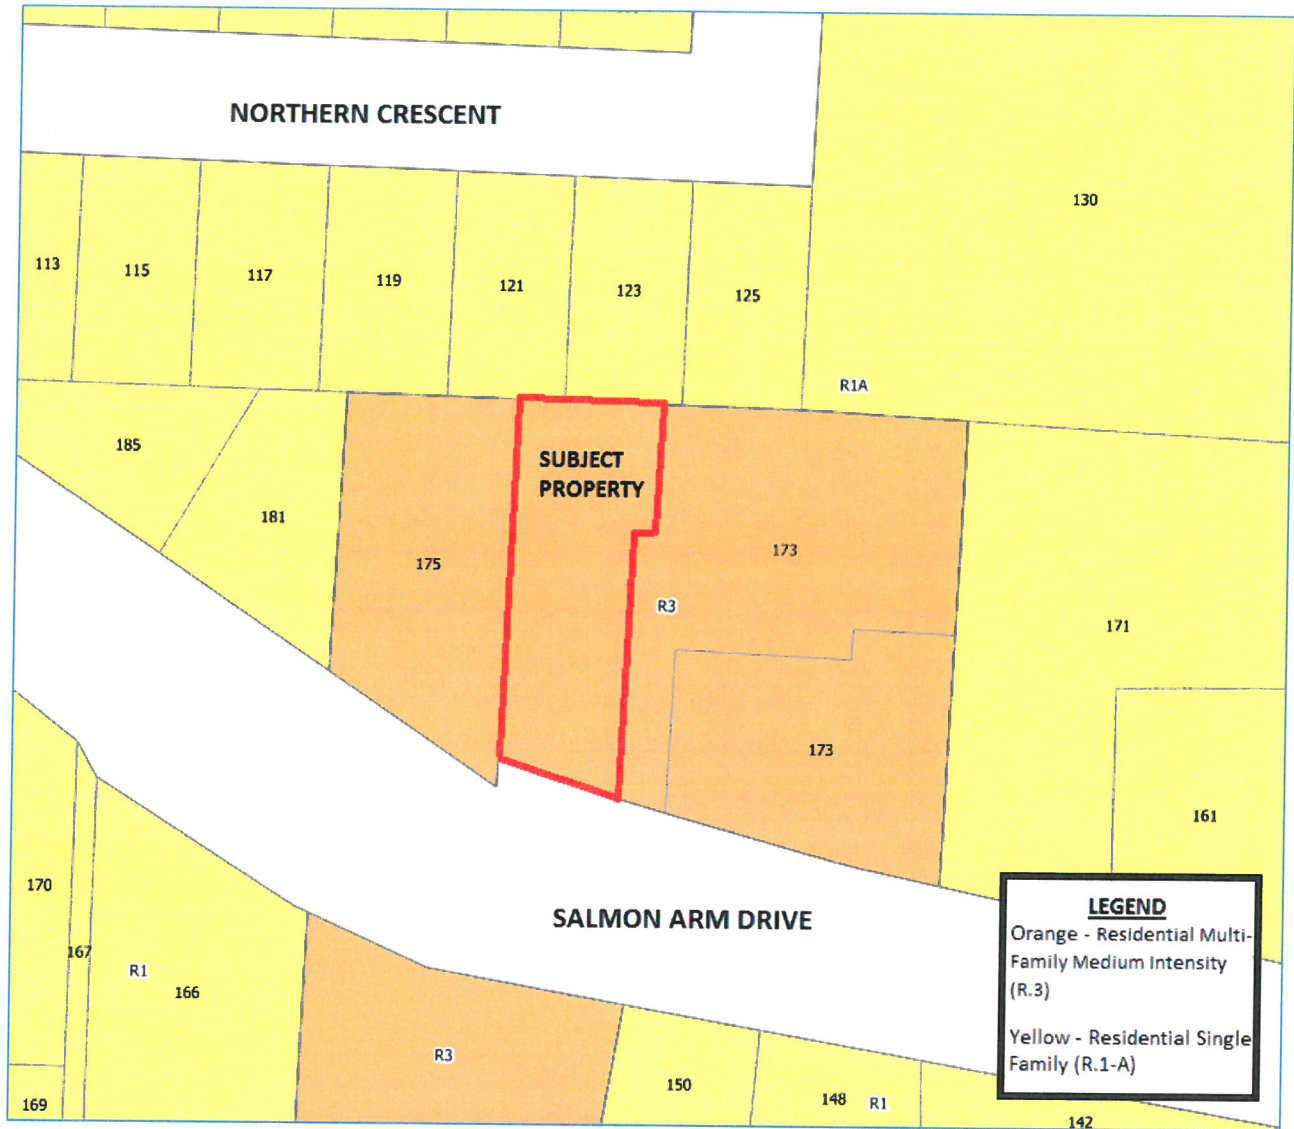 NORTHERN CRESCENT
130
113
115
117
119
121
123
125
R1A
185
181
175
SUBJECT
PROPERTY
173
R3
171
173
161
170
167
R1
166
169
SALMON ARM DRIVE
R3
150
148
R1
142
LEGEND
Orange - Residential Multi-
Family Medium Intensity
(R.3)
Yellow - Residential Single
Family (R.1-A)